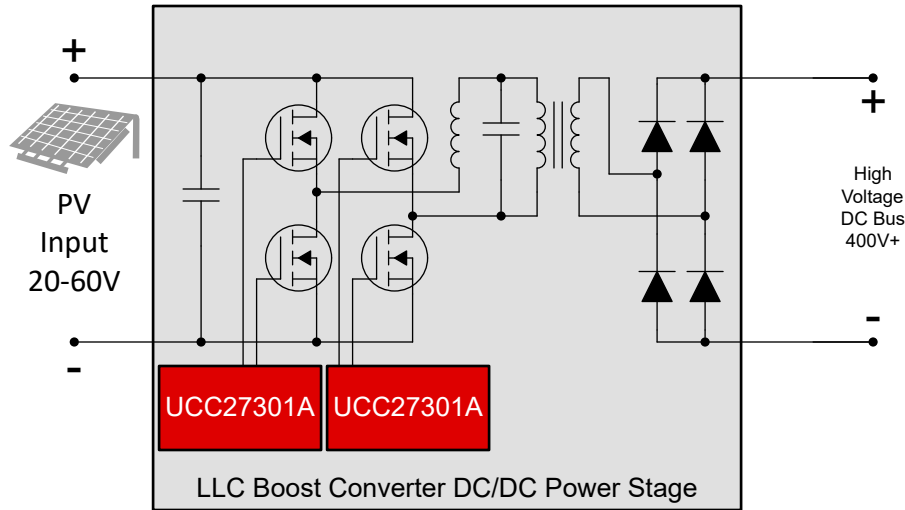 +
PV
Input
20-60V
-
UCC27301A
UCC27301A
LLC Boost Converter DC/DC Power Stage
+
High
Voltage
DC Bus
400V+
-